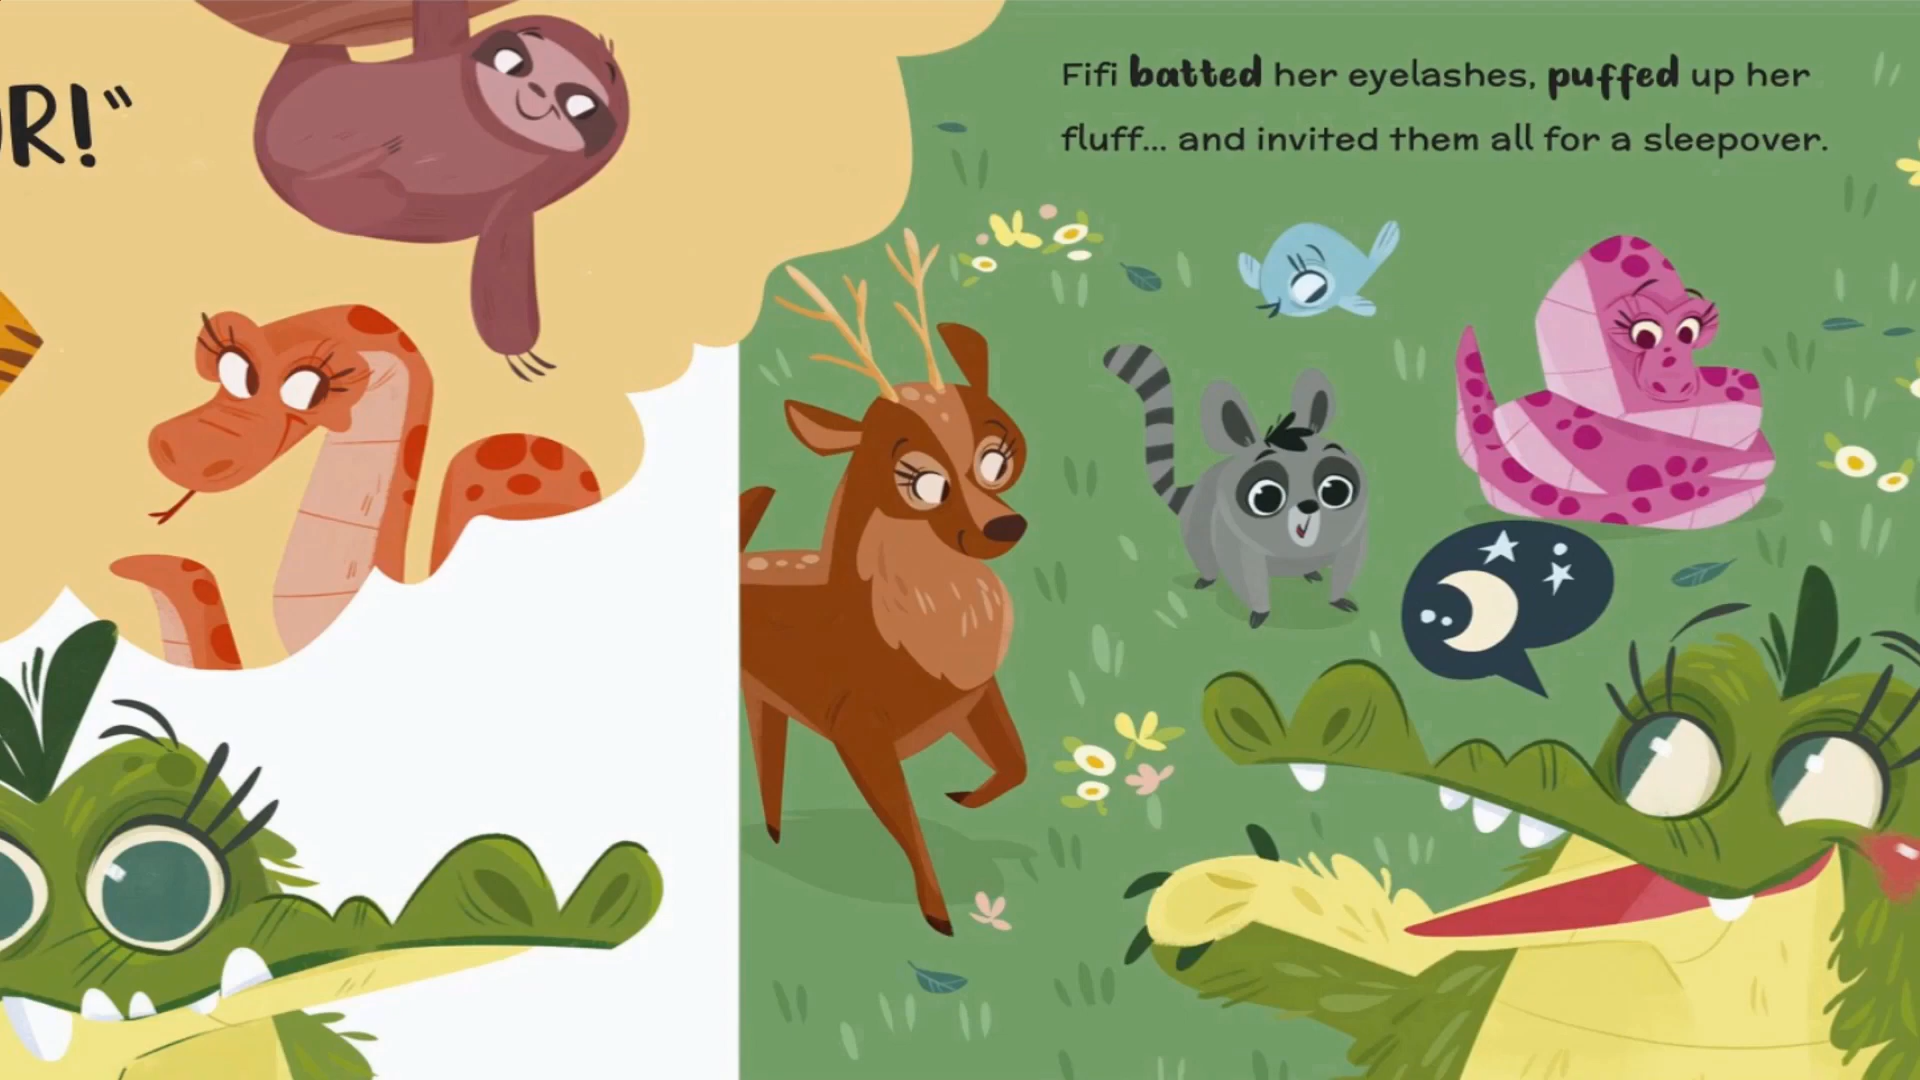 R!"
Fifi batted her eyelashes, puffed up her
fluff... and invited them all for a sleepover.